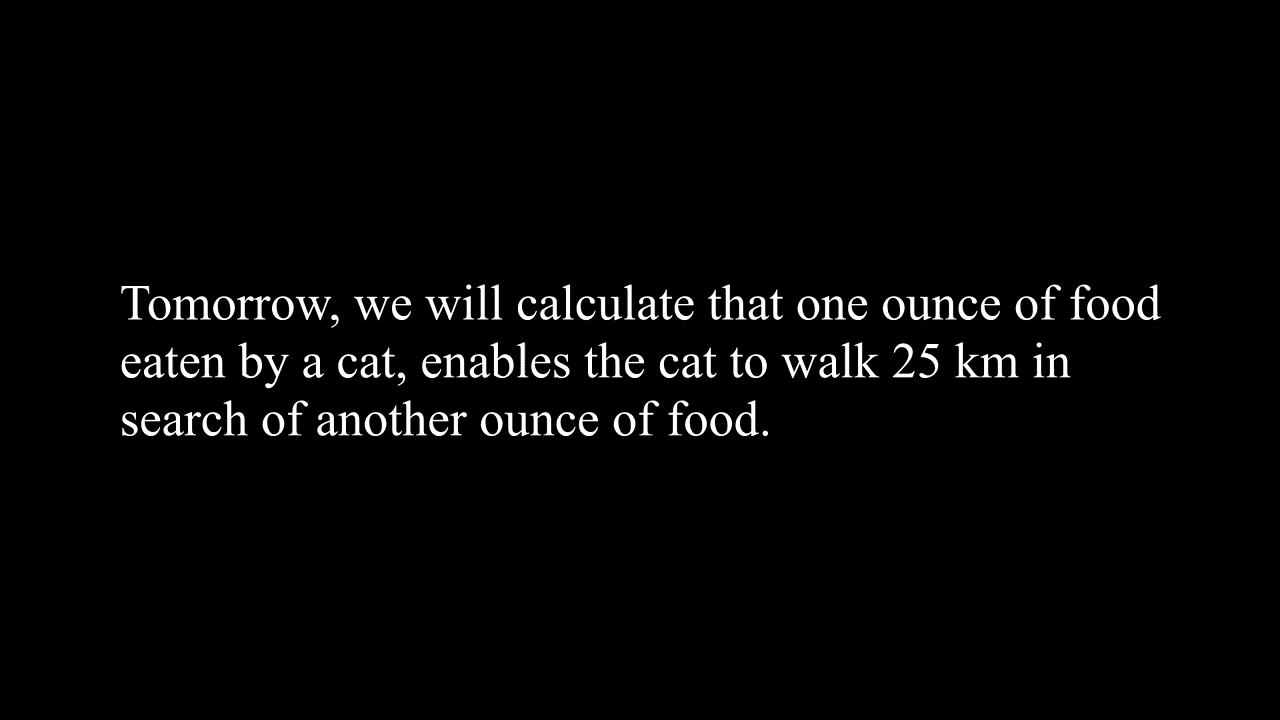 Tomorrow, we will calculate that one ounce of food
eaten by a cat, enables the cat to walk 25 km in
search of another ounce of food.